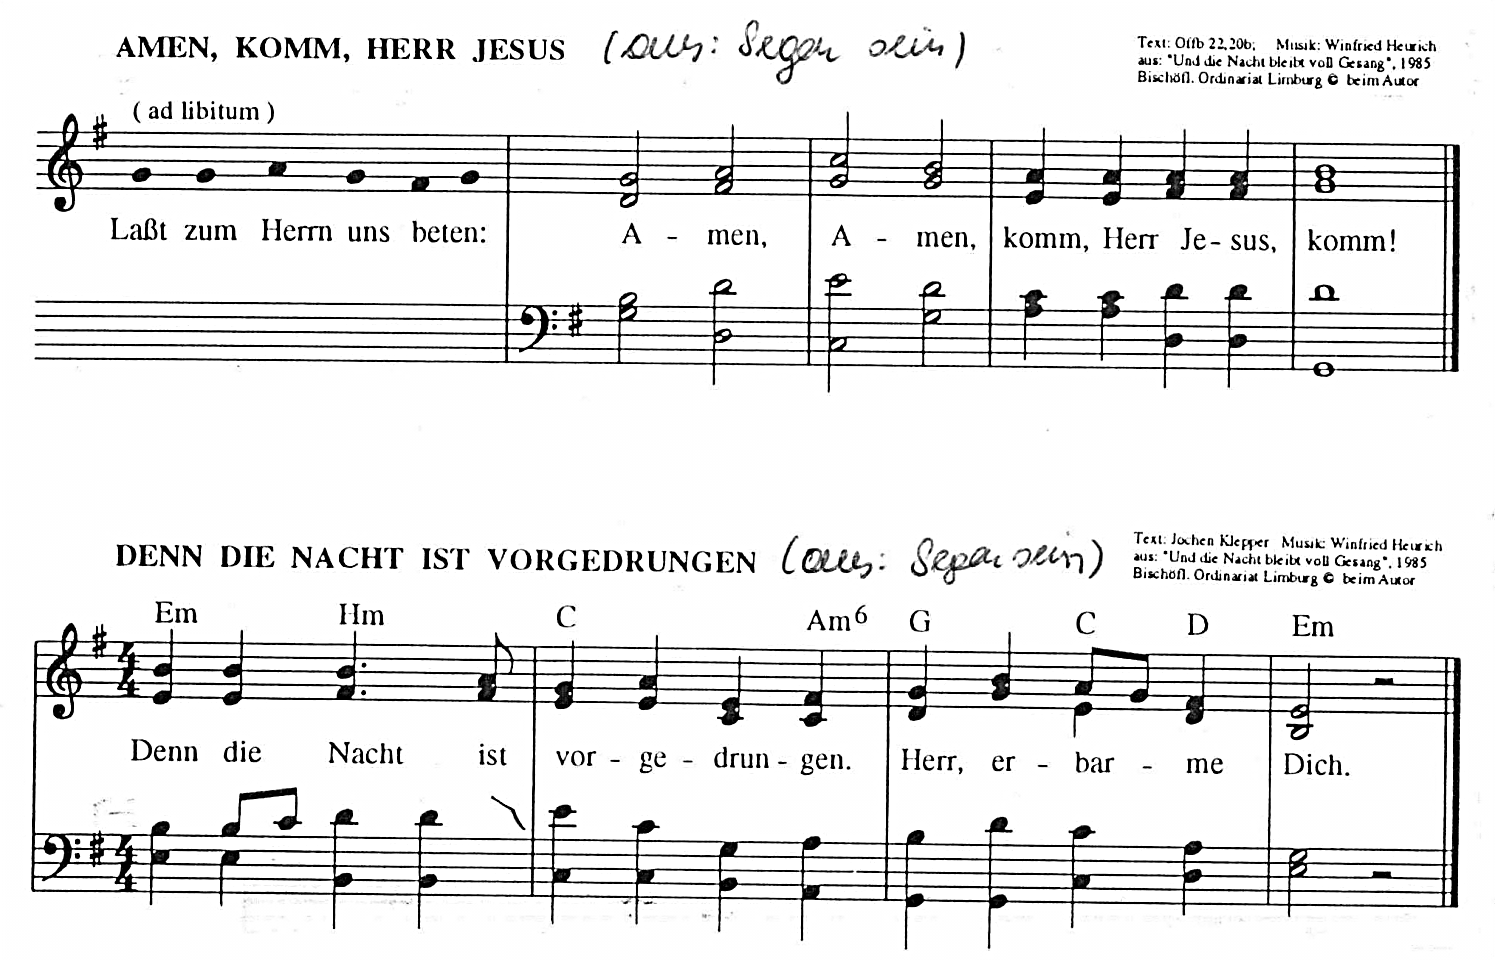 AMEN, KOMM, HERR JESUS (aus: Segen sein)
Text: Offb 22,20b; Musik: Winfried Heurich
aus: "Und die Nacht bleibt voll Gesang", 1985
Bischöfl. Ordinariat Limburg © beim Autor
( ad libitum )
Laßt zum Herrn uns beten: A - men, A - men, komm, Herr Je- sus, komm!
DENN DIE NACHT IST VORGEDRUNGEN (aus: Segen sein)
Text: Jochen Klepper Musik: Winfried Heurich
aus: "Und die Nacht bleibt voll Gesang", 1985
Bischöfl. Ordinariat Limburg © beim Autor
Em Hm C Am6 G C D Em
4 4
Denn die Nacht ist vor - ge - drun - gen. Herr, er - bar - me Dich.
4 4